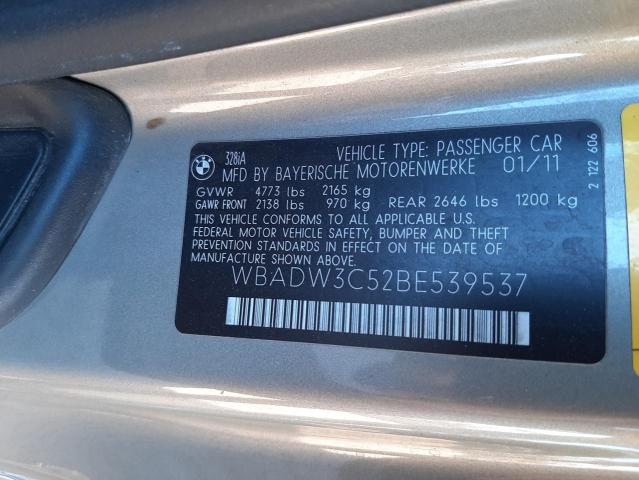 BMW
328iA VEHICLE TYPE: PASSENGER CAR
MFD BY BAYERISCHE MOTORENWERKE 01/11
GVWR 4773 lbs 2165 kg
GAWR FRONT 2138 lbs 970 kg REAR 2646 lbs 1200 kg
THIS VEHICLE CONFORMS TO ALL APPLICABLE U.S.
FEDERAL MOTOR VEHICLE SAFETY, BUMPER AND THEFT
PREVENTION STANDARDS IN EFFECT ON THE DATE OF
MANUFACTURE SHOWN ABOVE.
WBADW3C52BE539537
2 122 606